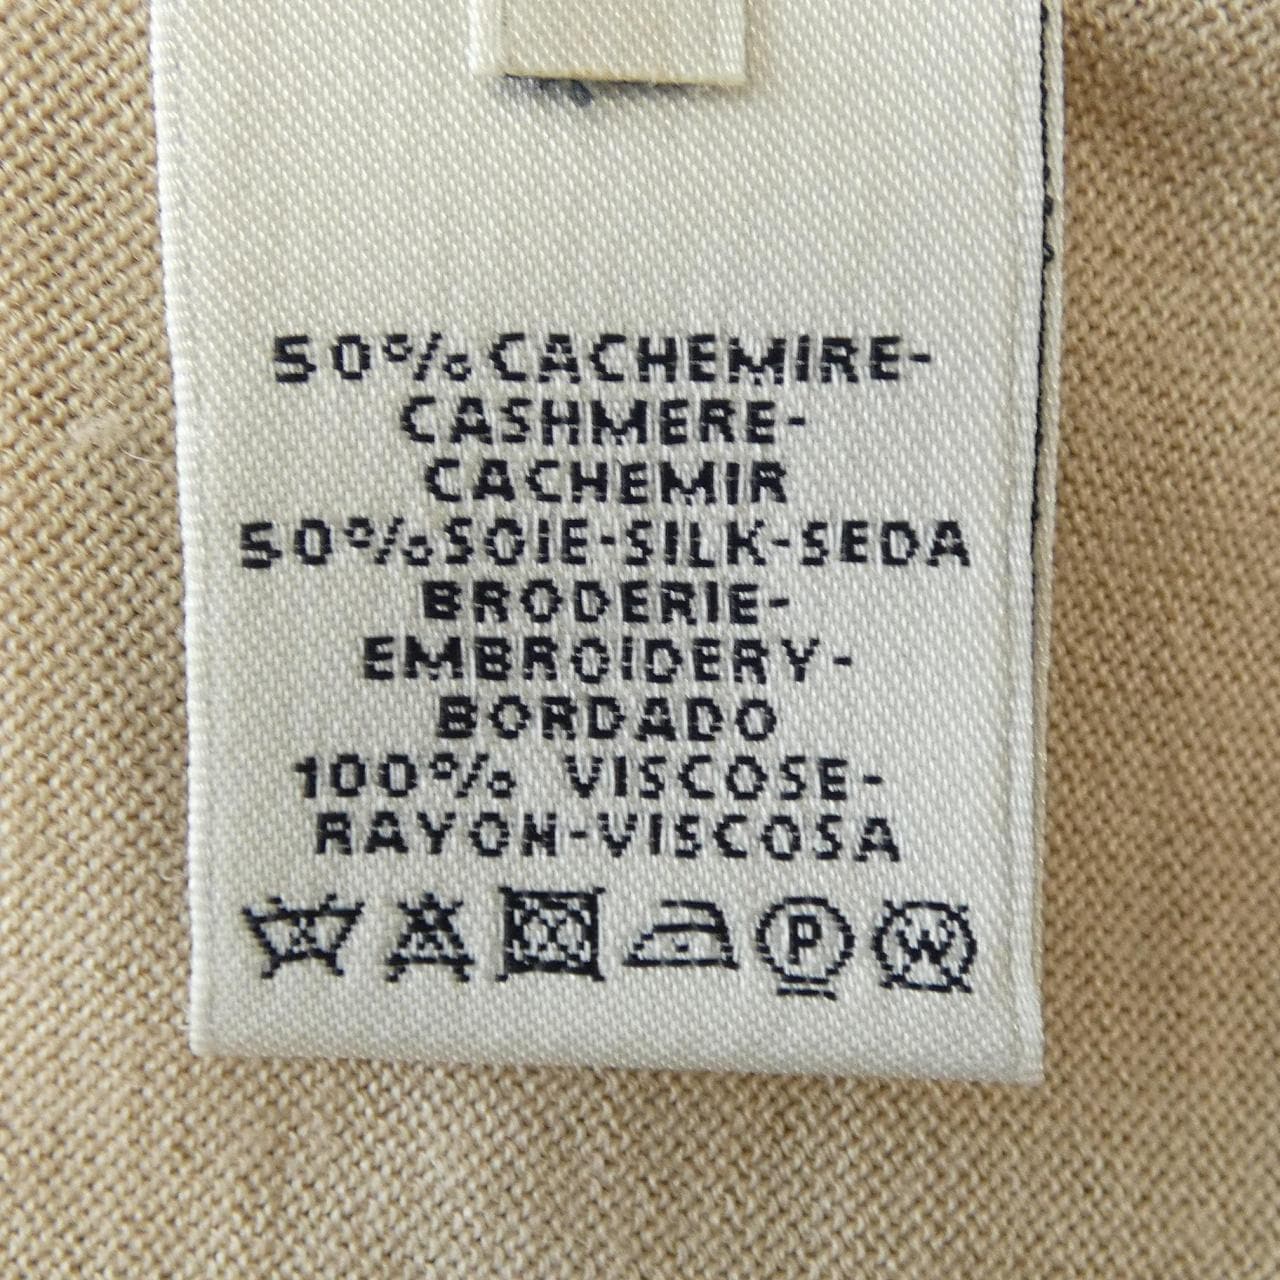 50% CACHEMIRE-
CASHMERE-
CACHEMIR
50% SOIE-SILK-SEDA
BRODERIE-
EMBROIDERY-
BORDADO
100% VISCOSE-
RAYON-VISCOSA
P W